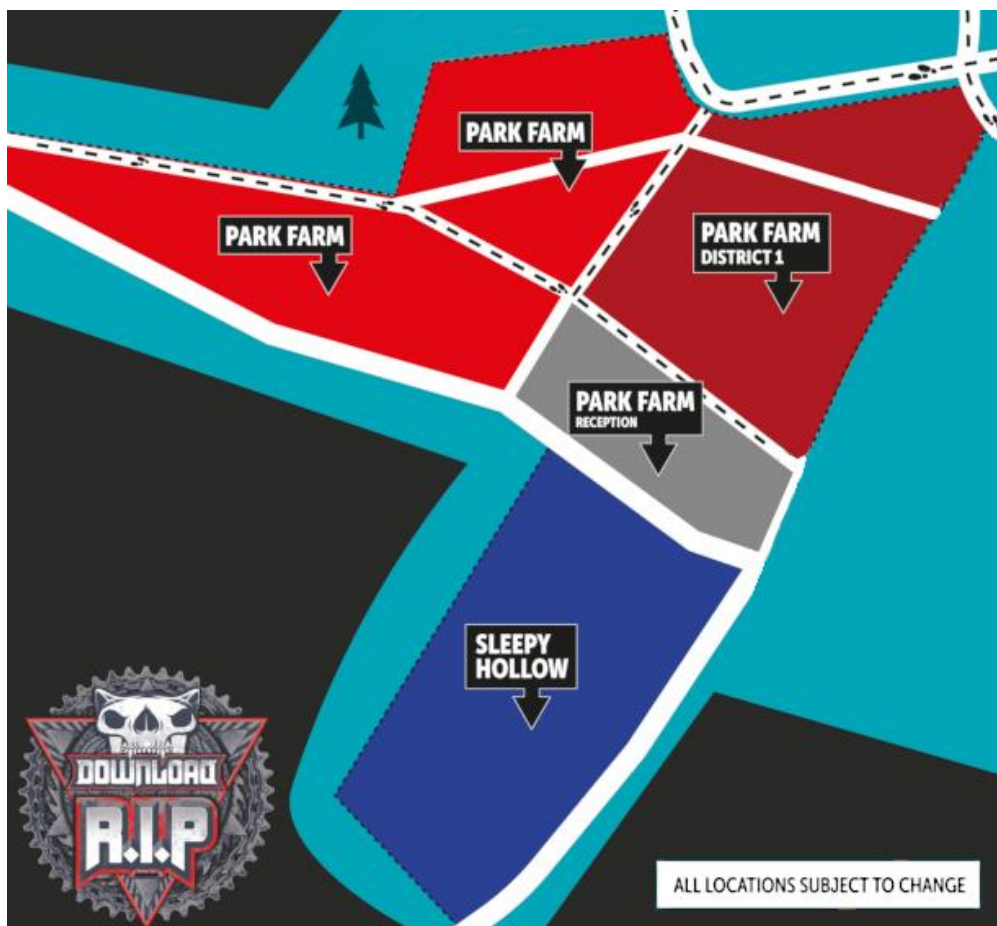 PARK FARM
PARK FARM
PARK FARM
DISTRICT 1
PARK FARM
RECEPTION
SLEEPY
HOLLOW
DOWNLOAD
R.I.P
ALL LOCATIONS SUBJECT TO CHANGE